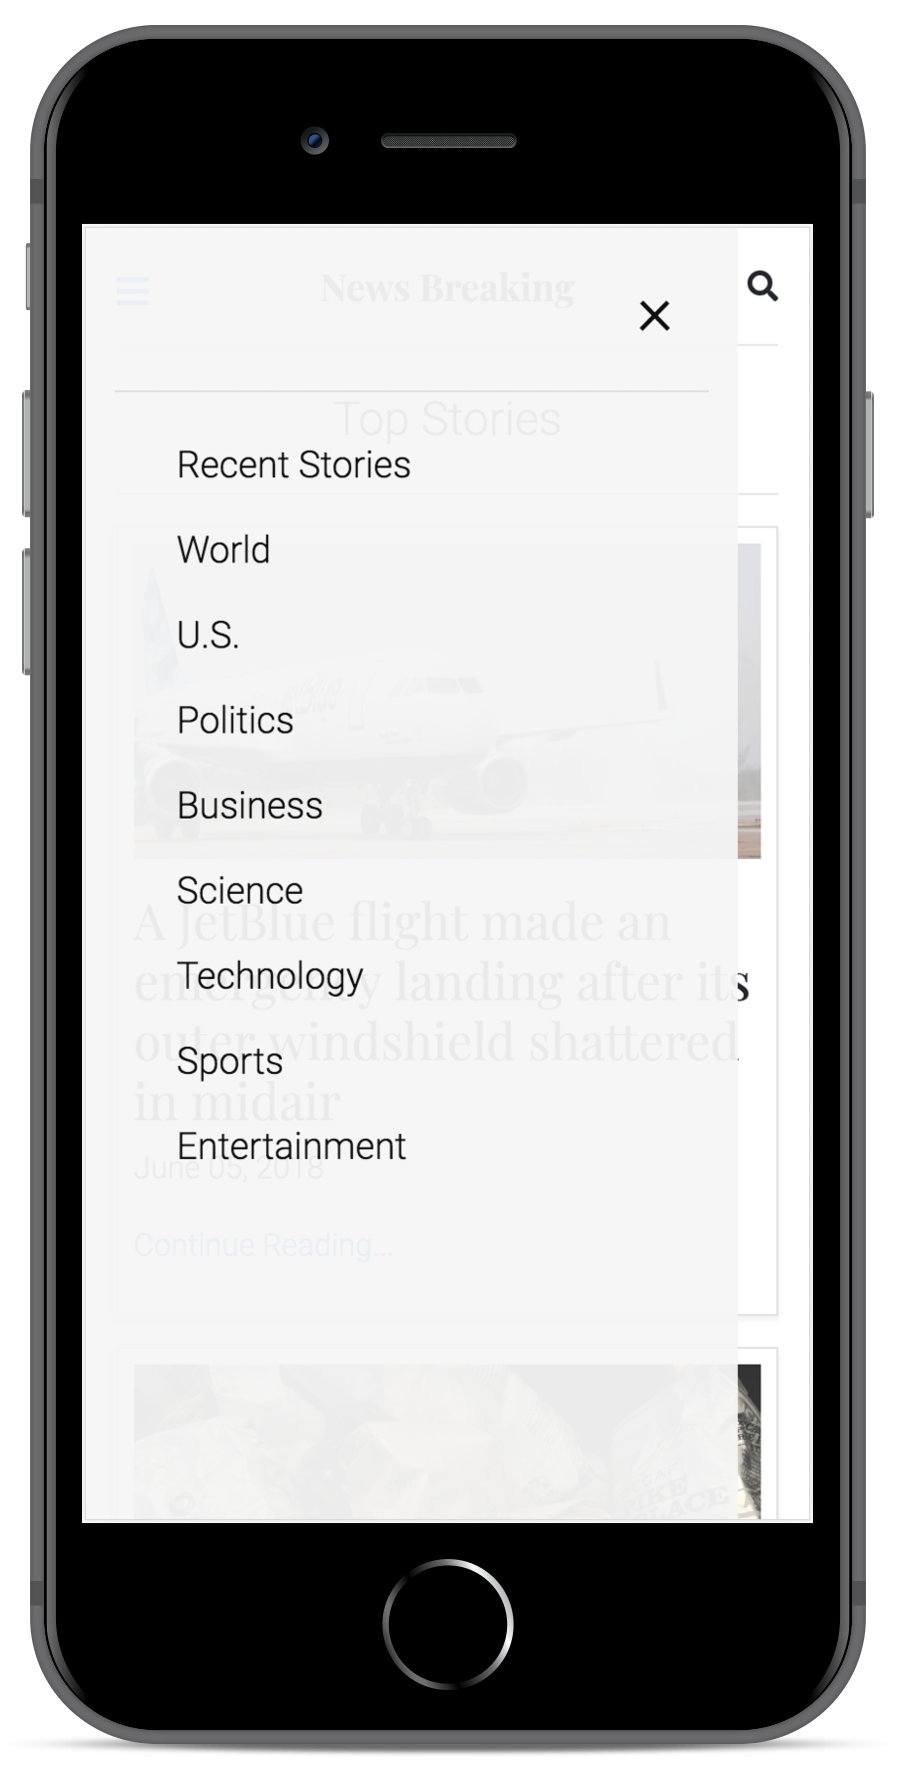 News Breaking
Top Stories
Recent Stories
World
U.S.
Politics
Business
Science
A JetBlue flight made an
emergency landing after its
Technology
outer windshield shattered
Sports
in midair
Entertainment
June 05, 2018
Continue Reading...